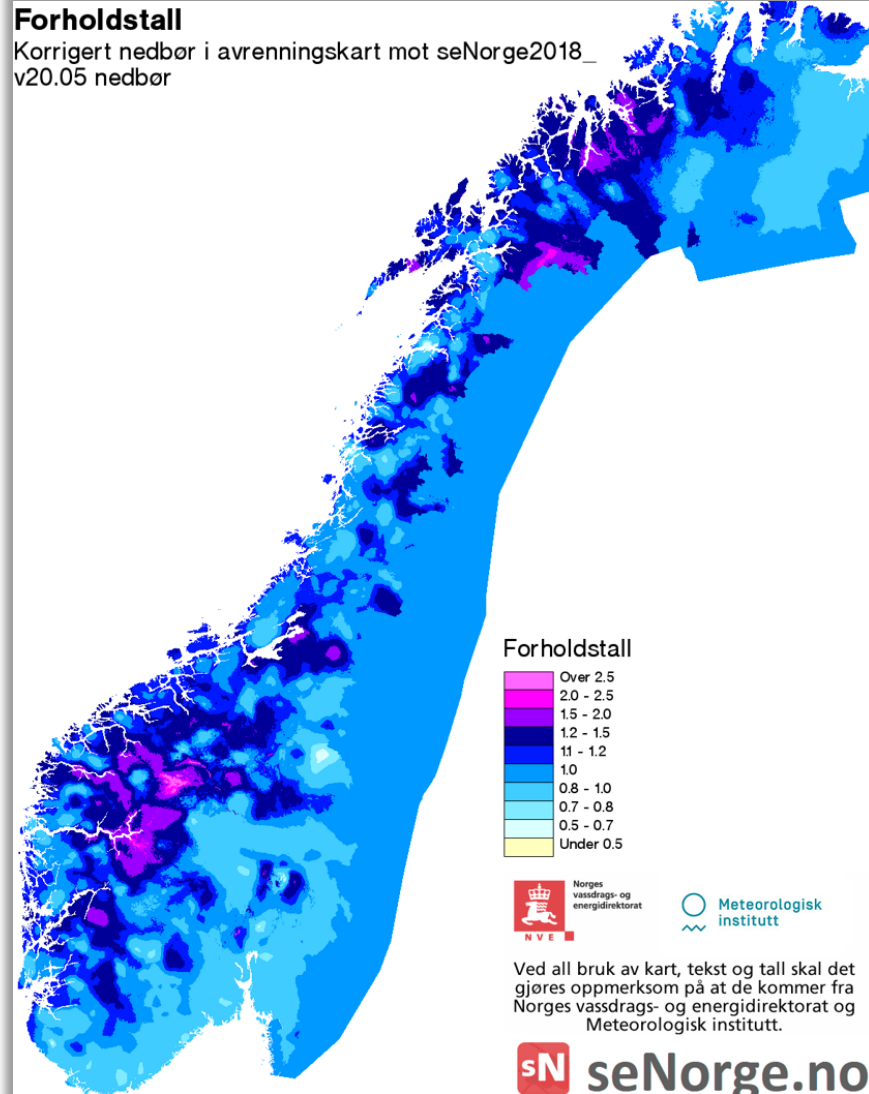 Forholdstall
Korrigert nedbør i avrenningskart mot seNorge2018_
v20.05 nedbør
Forholdstall
Over 2.5
2.0 - 2.5
1.5 - 2.0
1.2 - 1.5
1.1 - 1.2
1.0
0.8 - 1.0
0.7 - 0.8
0.5 - 0.7
Under 0.5
Norges
vassdrags- og
energidirektorat
NVE
Meteorologisk
institutt
Ved all bruk av kart, tekst og tall skal det
gjøres oppmerksom på at de kommer fra
Norges vassdrags- og energidirektorat og
Meteorologisk institutt.
sN seNorge.no